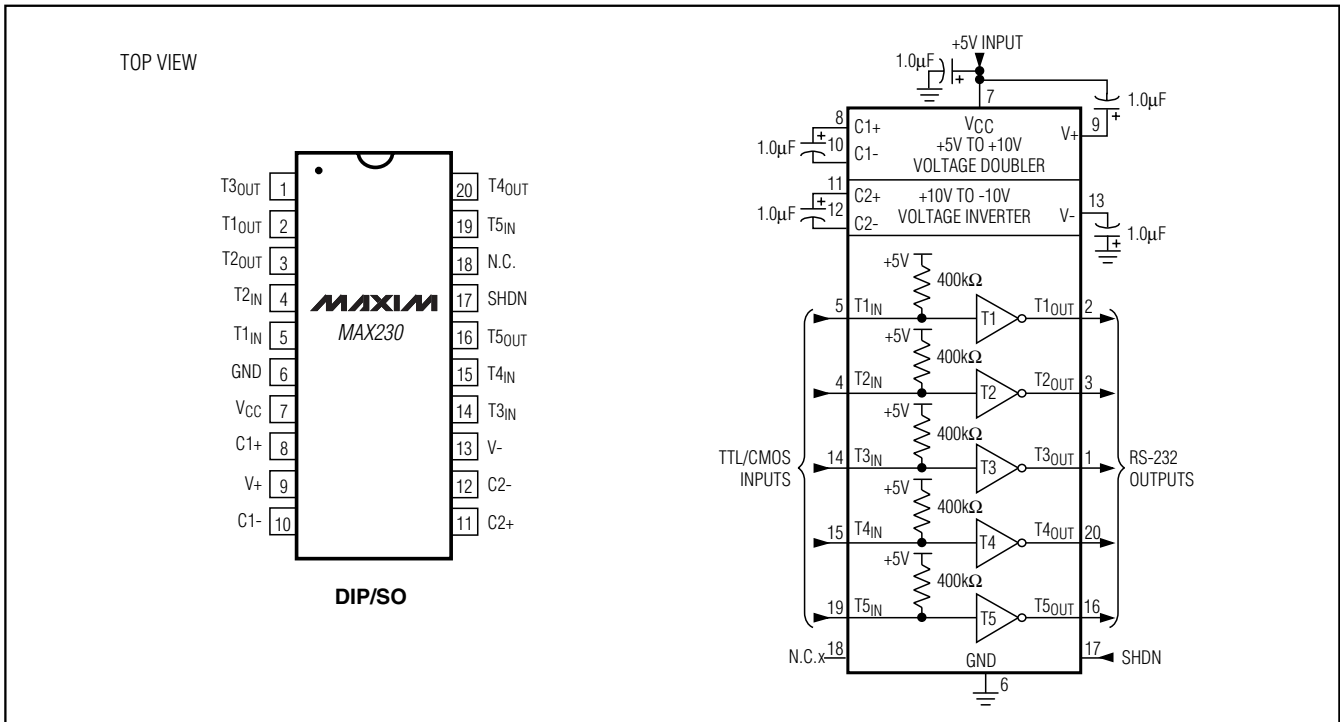 TOP VIEW
T3OUT 1
T1OUT 2
T2OUT 3
T2IN 4
T1IN 5
GND 6
VCC 7
C1+ 8
V+ 9
C1- 10
20 T4OUT
19 T5IN
18 N.C.
17 SHDN
16 T5OUT
15 T4IN
14 T3IN
13 V-
12 C2-
11 C2+
MAXIM
MAX230
DIP/SO
+5V INPUT
1.0μF
+
7
1.0μF
+
8 C1+
1.0μF
+
10 C1-
VCC
+5V TO +10V
VOLTAGE DOUBLER
V+ 9
11 C2+
1.0μF
+
12 C2-
+10V TO -10V
VOLTAGE INVERTER
V- 13
1.0μF
+
+5V
400kΩ
5 T1IN T1 T1OUT 2
+5V
400kΩ
4 T2IN T2 T2OUT 3
+5V
400kΩ
14 T3IN T3 T3OUT 1
TTL/CMOS
INPUTS
RS-232
OUTPUTS
+5V
400kΩ
15 T4IN T4 T4OUT 20
+5V
400kΩ
19 T5IN T5 T5OUT 16
N.C.x 18
GND
17 SHDN
6